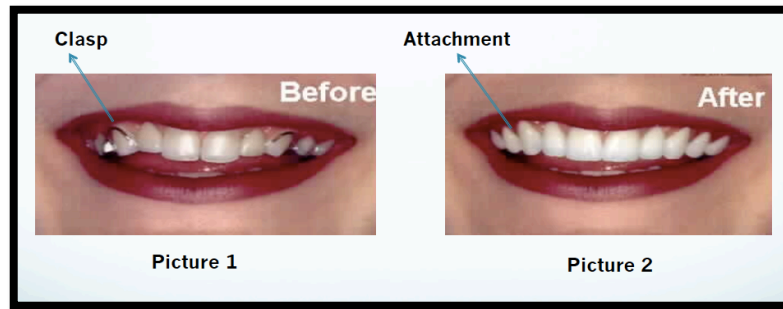 Clasp
Attachment
Before
After
Picture 1
Picture 2